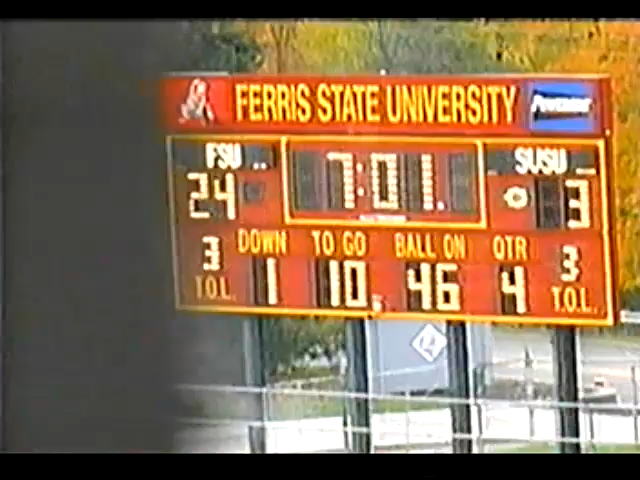 FERRIS STATE UNIVERSITY
FSU 7:01 SVSU
24 3
DOWN TO GO BALL ON QTR
3 1 10 46 4 3
T.O.L. T.O.L.